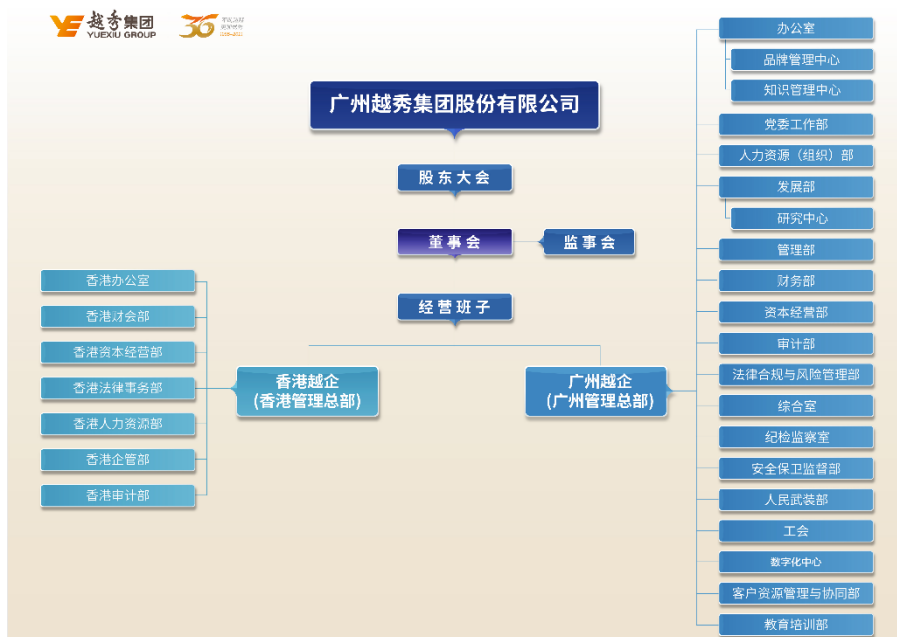 越秀集团
YUEXIU GROUP
36
广州越秀集团股份有限公司
股东大会
董事会
监事会
经营班子
香港越企
(香港管理总部)
广州越企
(广州管理总部)
香港办公室
香港财会部
香港资本经营部
香港法律事务部
香港人力资源部
香港企管部
香港审计部
办公室
品牌管理中心
知识管理中心
党委工作部
人力资源（组织）部
发展部
研究中心
管理部
财务部
资本经营部
审计部
法律合规与风险管理部
综合室
纪检监察室
安全保卫监督部
人民武装部
工会
数字化中心
客户资源管理与协同部
教育培训部